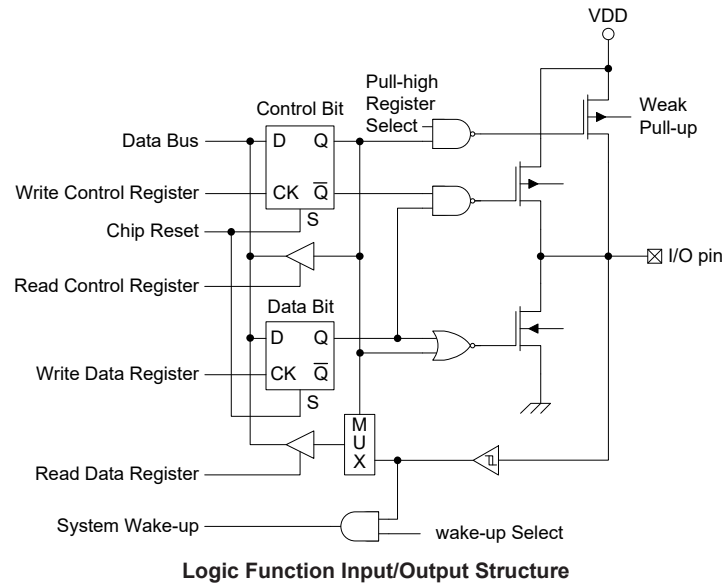 VDD
Pull-high
Register
Select
Control Bit
Weak
Pull-up
Data Bus
D
Q
Write Control Register
CK
Q
S
Chip Reset
I/O pin
Read Control Register
Data Bit
D
Q
Write Data Register
CK
Q
S
M
U
X
Read Data Register
System Wake-up
wake-up Select
Logic Function Input/Output Structure